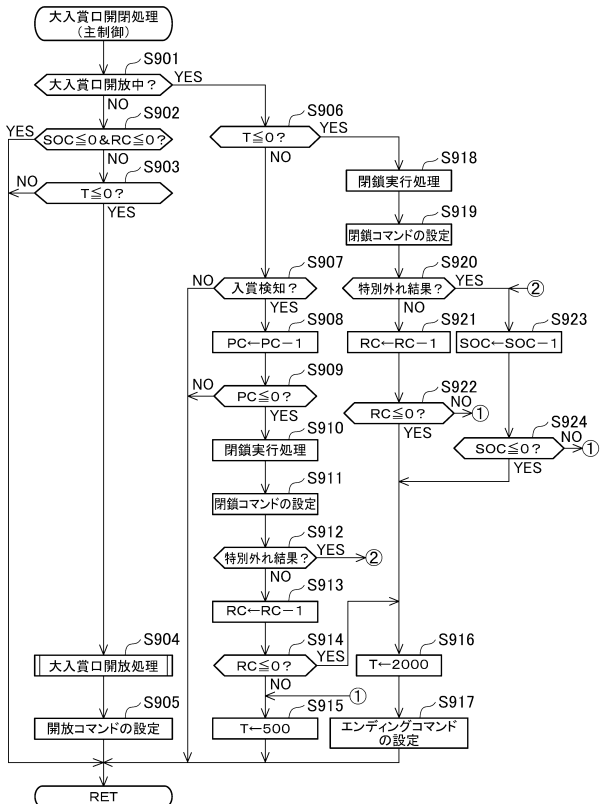 大入賞口開閉処理
(主制御)
S901
大入賞口開放中?
YES
NO
S902
SOC≦0&RC≦0?
YES
NO
S903
T≦0?
NO
YES
S904
大入賞口開放処理
S905
開放コマンドの設定
RET
S906
T≦0?
YES
NO
S907
入賞検知?
NO
YES
S908
PC←PC-1
S909
PC≦0?
NO
YES
S910
閉鎖実行処理
S911
閉鎖コマンドの設定
S912
特別外れ結果?
YES
②
NO
S913
RC←RC-1
S914
RC≦0?
YES
NO
①
S915
T←500
S918
閉鎖実行処理
S919
閉鎖コマンドの設定
S920
特別外れ結果?
YES
②
NO
S921
RC←RC-1
S922
RC≦0?
NO
①
YES
S923
SOC←SOC-1
S924
SOC≦0?
NO
①
YES
S916
T←2000
S917
エンディングコマンド
の設定